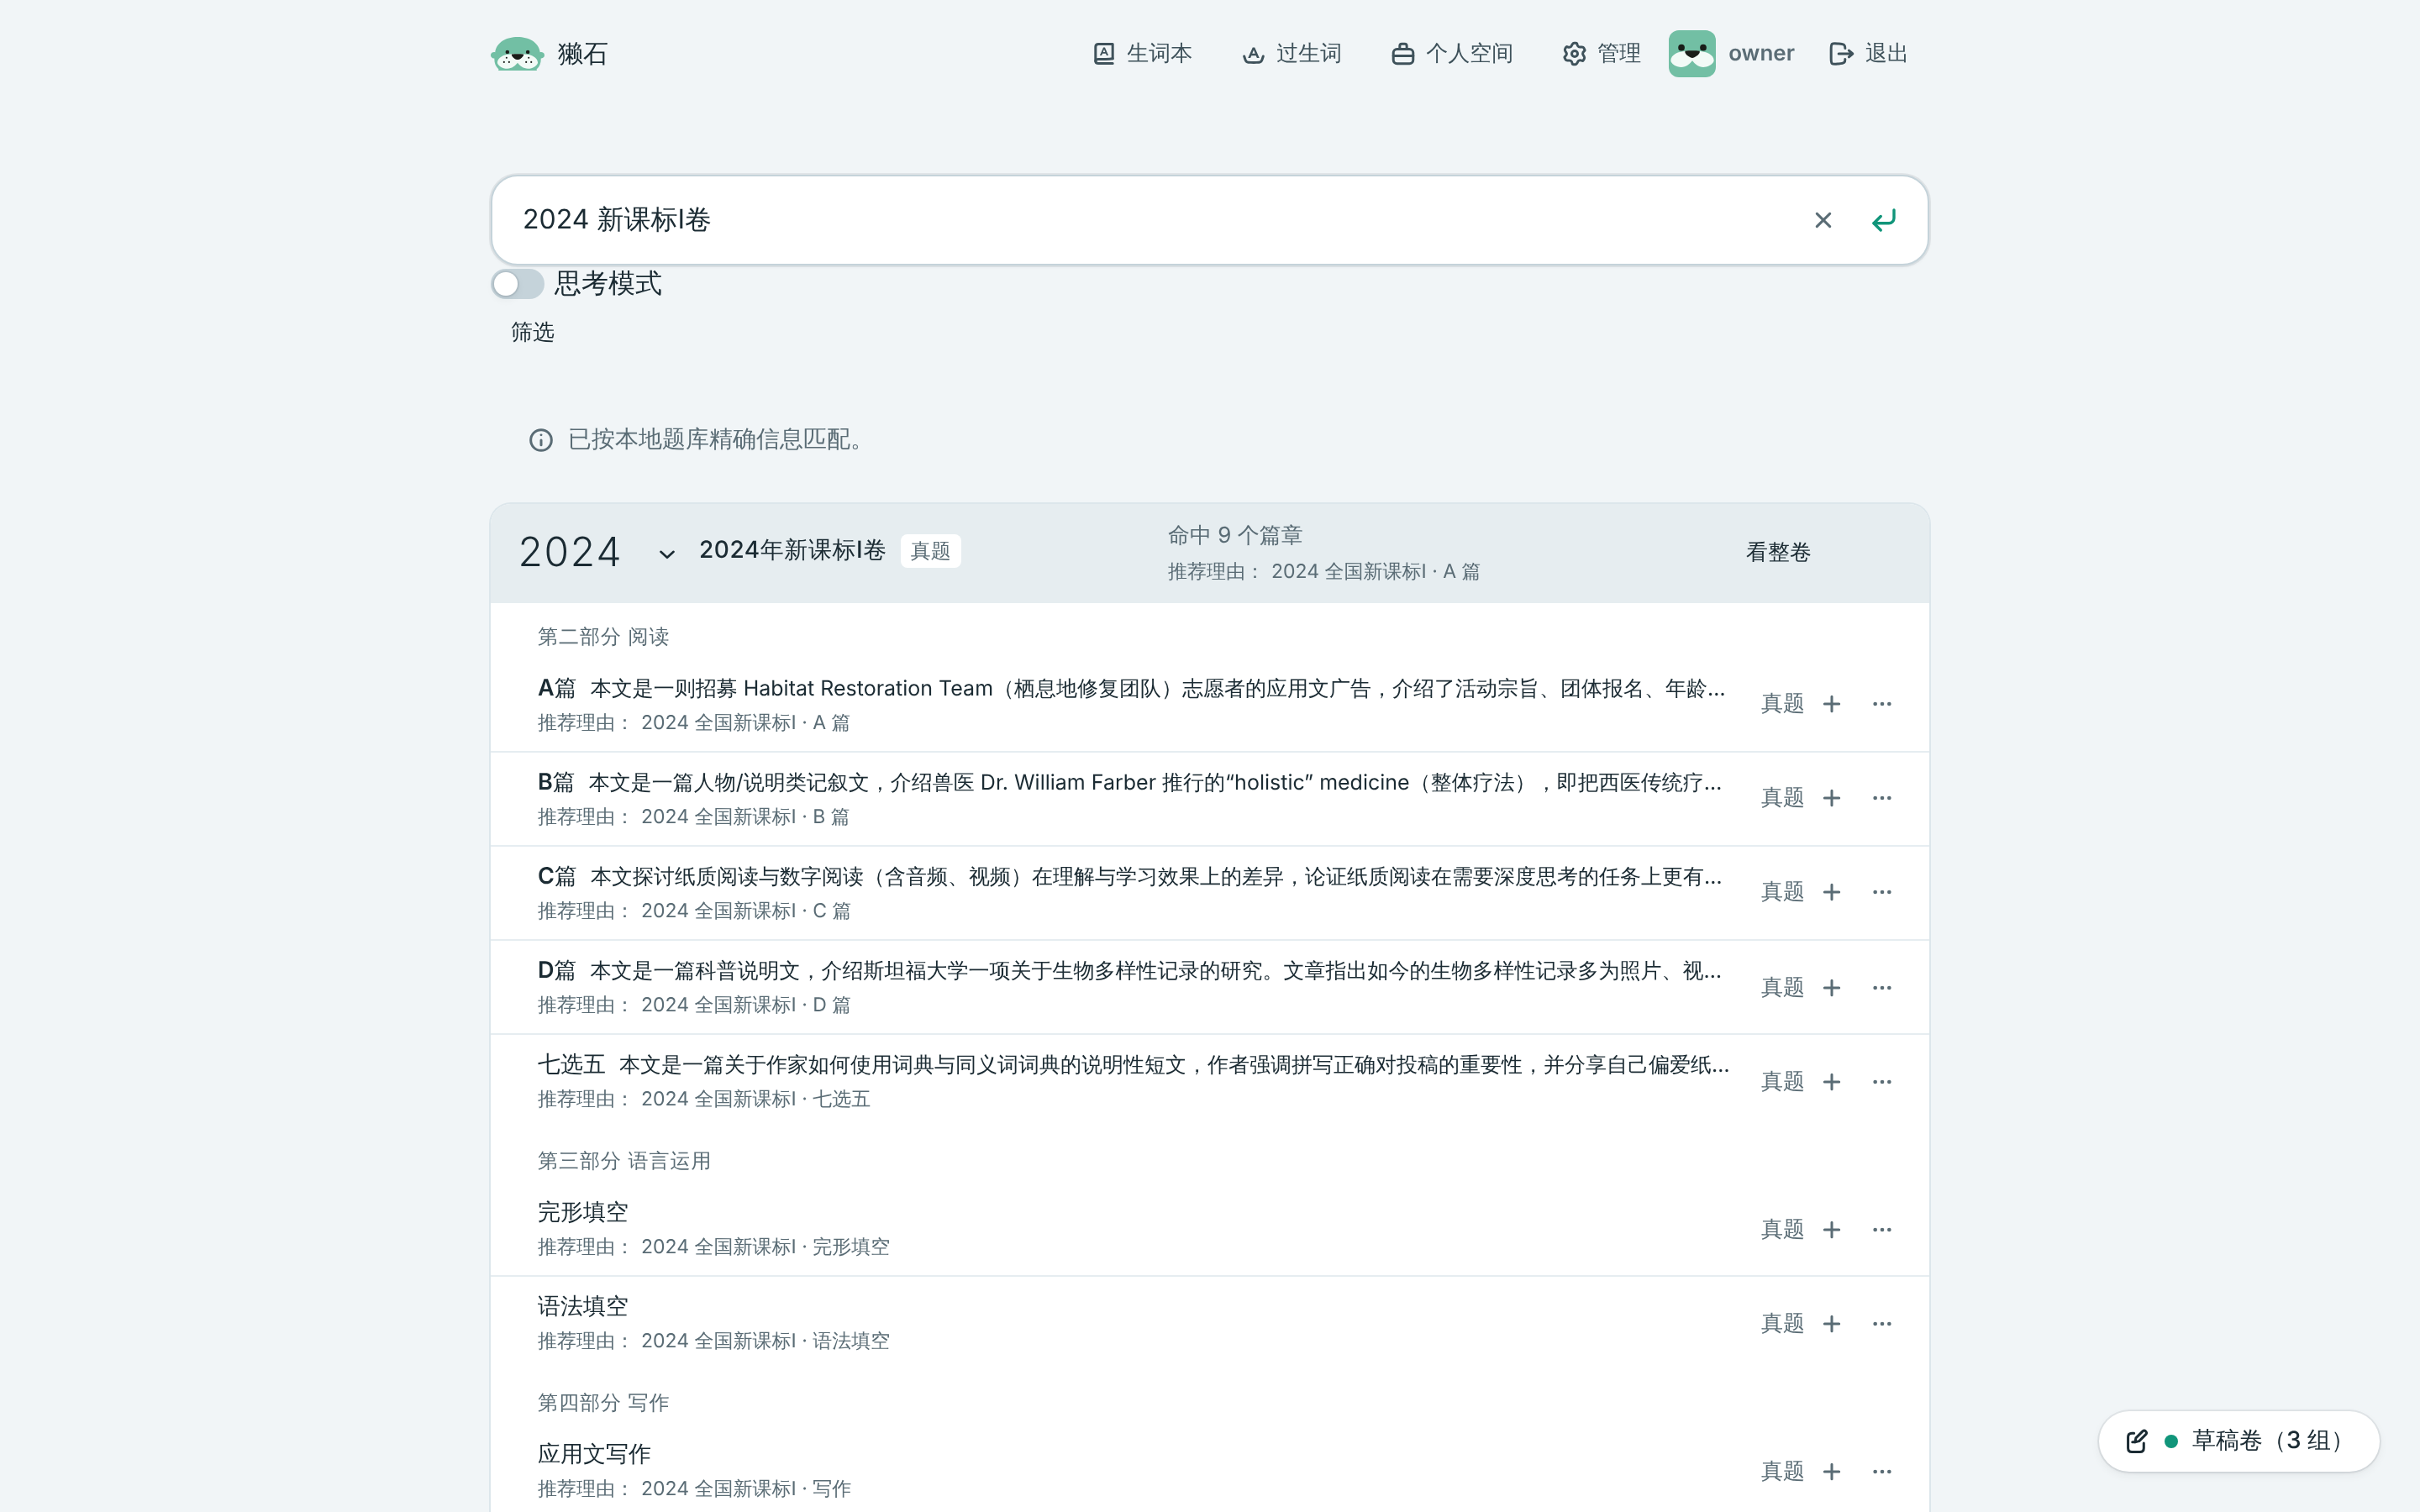 獭石
生词本 过生词 个人空间 管理 owner 退出
2024 新课标I卷
思考模式
筛选
已按本地题库精确信息匹配。
2024 2024年新课标I卷 真题 命中 9 个篇章 看整卷
推荐理由： 2024 全国新课标I · A 篇
第二部分 阅读
A篇 本文是一则招募 Habitat Restoration Team（栖息地修复团队）志愿者的应用文广告，介绍了活动宗旨、团体报名、年龄... 真题
推荐理由： 2024 全国新课标I · A 篇
B篇 本文是一篇人物/说明类记叙文，介绍兽医 Dr. William Farber 推行的“holistic” medicine（整体疗法），即把西医传统疗... 真题
推荐理由： 2024 全国新课标I · B 篇
C篇 本文探讨纸质阅读与数字阅读（含音频、视频）在理解与学习效果上的差异，论证纸质阅读在需要深度思考的任务上更有... 真题
推荐理由： 2024 全国新课标I · C 篇
D篇 本文是一篇科普说明文，介绍斯坦福大学一项关于生物多样性记录的研究。文章指出如今的生物多样性记录多为照片、视... 真题
推荐理由： 2024 全国新课标I · D 篇
七选五 本文是一篇关于作家如何使用词典与同义词词典的说明性短文，作者强调拼写正确对投稿的重要性，并分享自己偏爱纸... 真题
推荐理由： 2024 全国新课标I · 七选五
第三部分 语言运用
完形填空 真题
推荐理由： 2024 全国新课标I · 完形填空
语法填空 真题
推荐理由： 2024 全国新课标I · 语法填空
第四部分 写作
应用文写作 真题
推荐理由： 2024 全国新课标I · 写作
草稿卷（3 组）